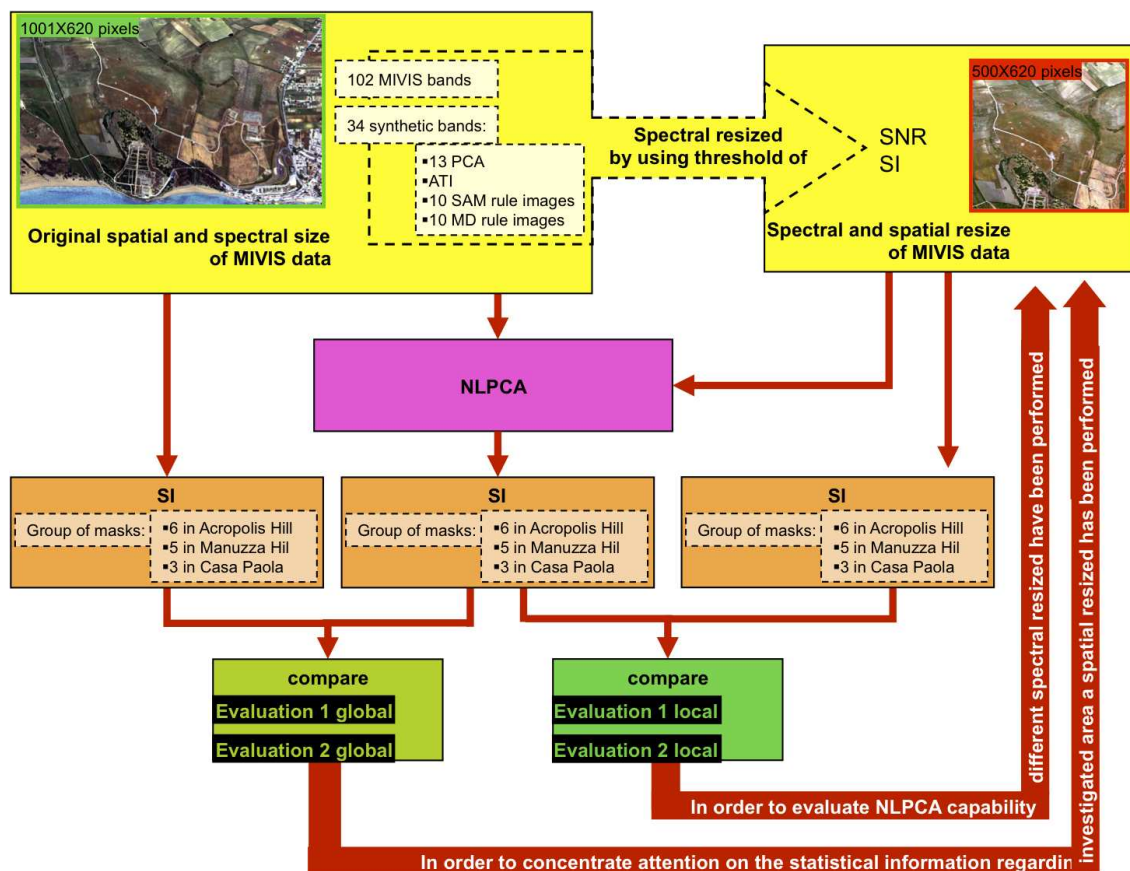 1001X620 pixels
102 MIVIS bands
34 synthetic bands:
▪13 PCA
▪ATI
▪10 SAM rule images
▪10 MD rule images
Original spatial and spectral size
of MIVIS data
Spectral resized
by using threshold of
SNR
SI
500X620 pixels
Spectral and spatial resize
of MIVIS data
NLPCA
SI
Group of masks:
▪6 in Acropolis Hill
▪5 in Manuzza Hil
▪3 in Casa Paola
SI
Group of masks:
▪6 in Acropolis Hill
▪5 in Manuzza Hil
▪3 in Casa Paola
SI
Group of masks:
▪6 in Acropolis Hill
▪5 in Manuzza Hil
▪3 in Casa Paola
compare
Evaluation 1 global
Evaluation 2 global
compare
Evaluation 1 local
Evaluation 2 local
In order to evaluate NLPCA capability
different spectral resized have been performed
In order to concentrate attention on the statistical information regardin
investigated area a spatial resized has been performed